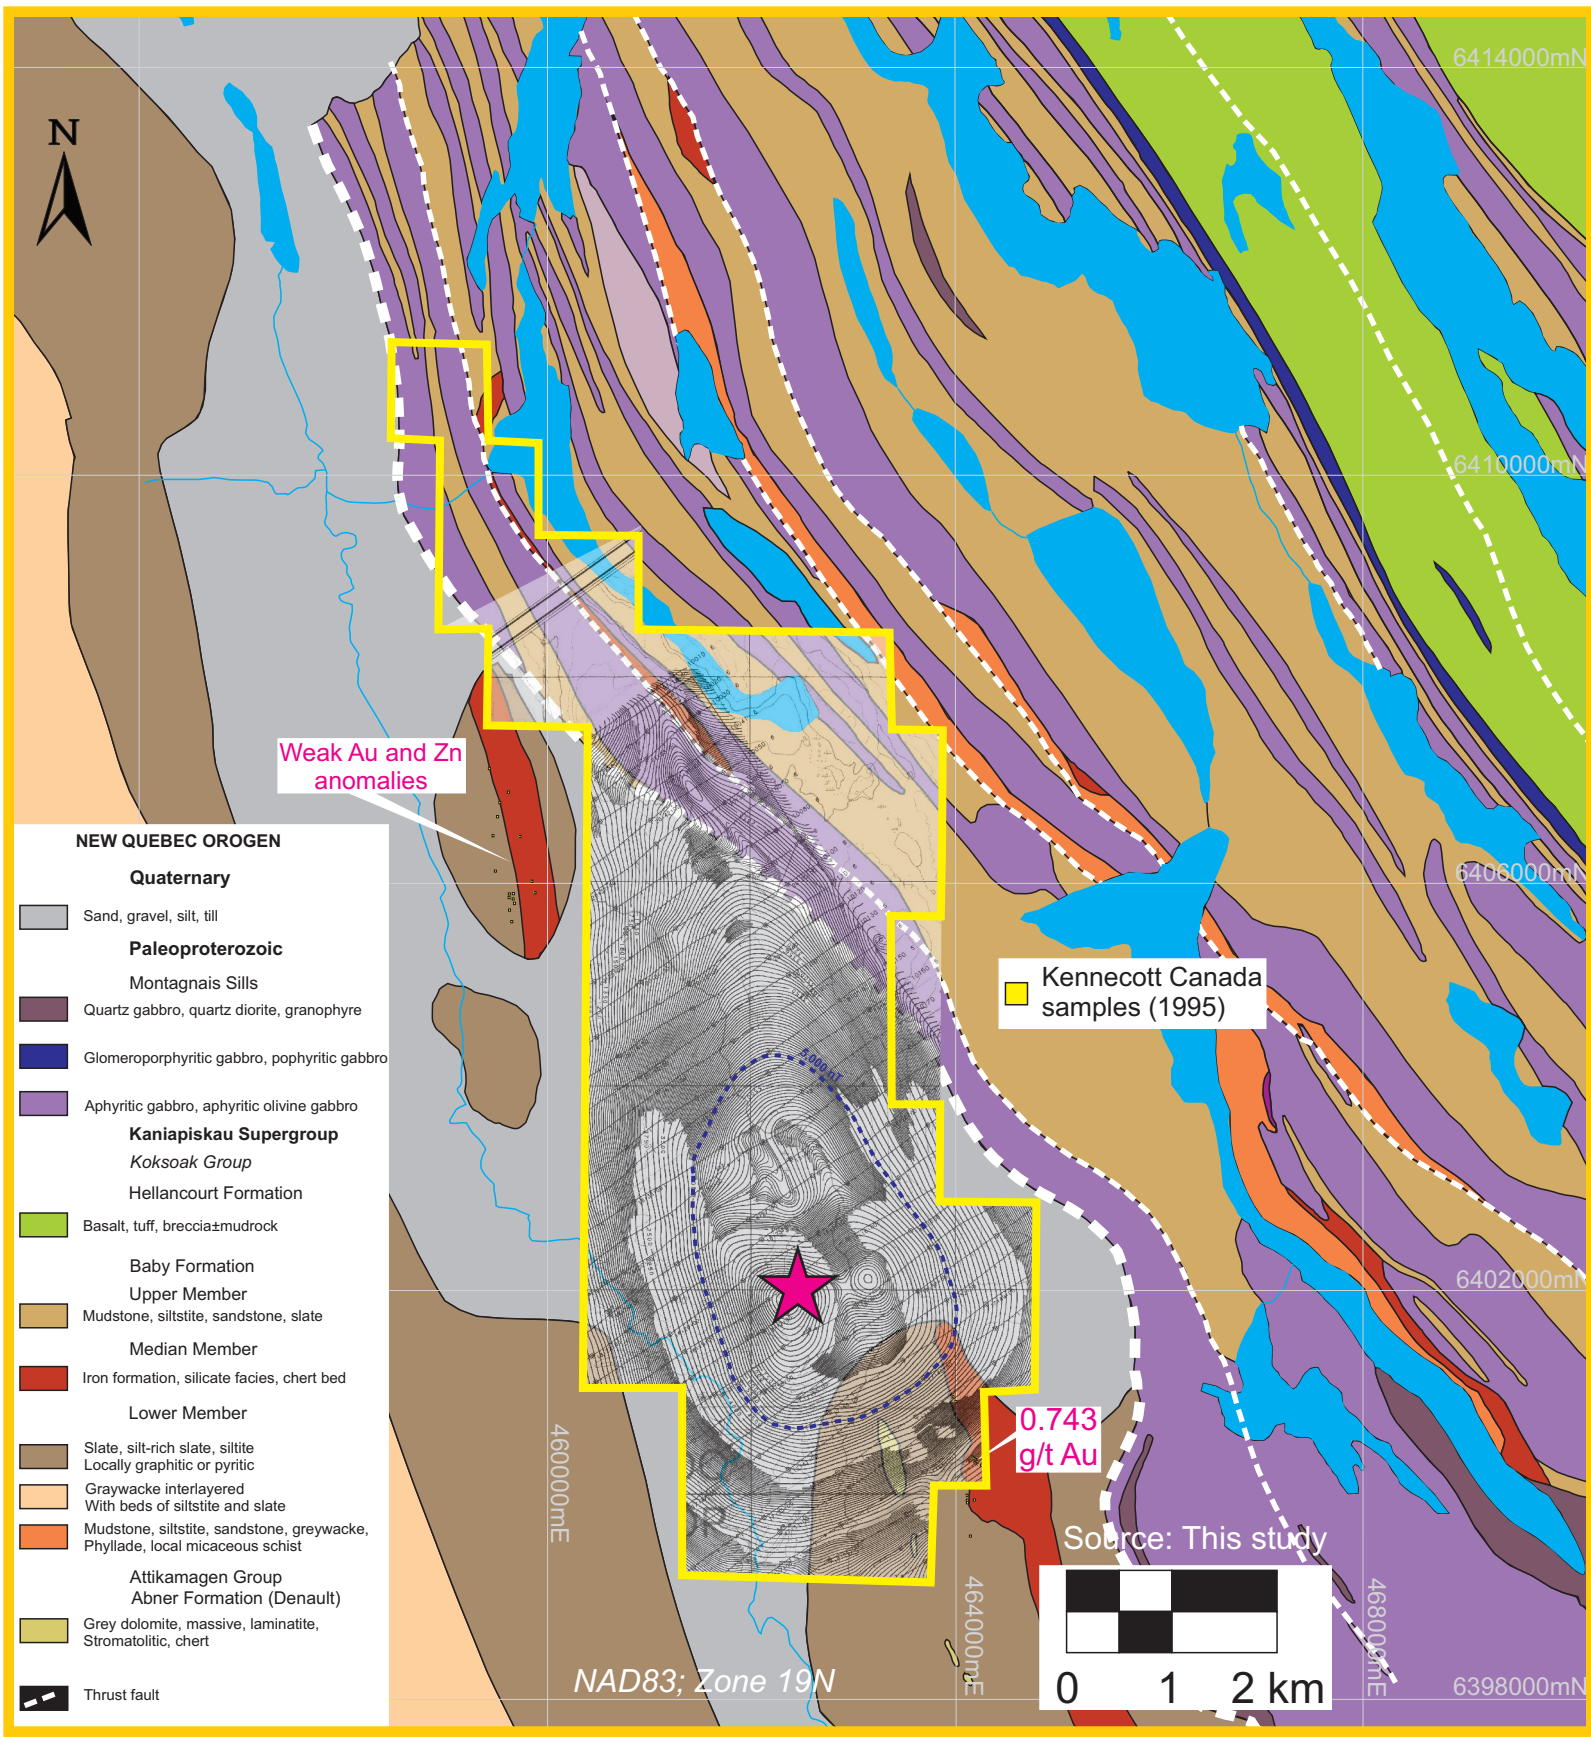 6414000mN
N
6410000mN
Weak Au and Zn
anomalies
NEW QUEBEC OROGEN
Quaternary
Sand, gravel, silt, till
Paleoproterozoic
Montagnais Sills
Quartz gabbro, quartz diorite, granophyre
Glomeroporphyritic gabbro, pophyritic gabbro
Aphyritic gabbro, aphyritic olivine gabbro
Kaniapiskau Supergroup
Koksoak Group
Hellancourt Formation
Basalt, tuff, breccia±mudrock
Baby Formation
Upper Member
Mudstone, siltstite, sandstone, slate
Median Member
Iron formation, silicate facies, chert bed
Lower Member
Slate, silt-rich slate, siltite
Locally graphitic or pyritic
Graywacke interlayered
With beds of siltstite and slate
Mudstone, siltstite, sandstone, greywacke,
Phyllade, local micaceous schist
Attikamagen Group
Abner Formation (Denault)
Grey dolomite, massive, laminatite,
Stromatolitic, chert
Thrust fault
6406000mN
Kennecott Canada
samples (1995)
5,000 nT
6402000mN
0.743
g/t Au
460000mE
464000mE
468000mE
Source: This study
0 1 2 km
NAD83; Zone 19N
6398000mN